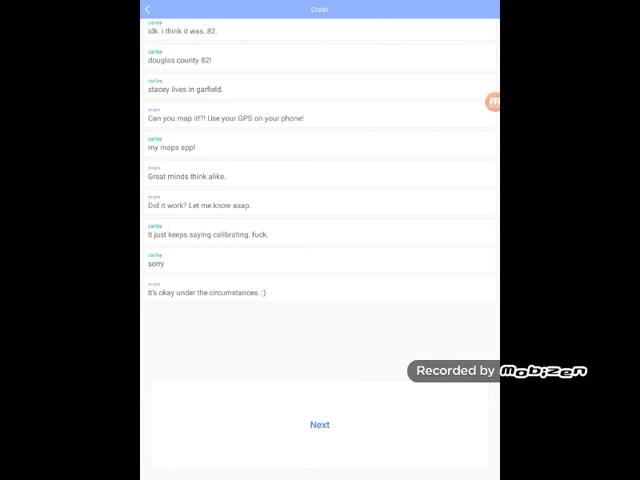 Crash
carley
idk. i think it was. 82.
carley
douglas county 82!
carley
stacey lives in garfield.
mom
Can you map it!?! Use your GPS on your phone!
carley
my maps app!
mom
Great minds think alike.
mom
Did it work? Let me know asap.
carley
it just keeps saying calibrating. fuck.
carley
sorry
mom
It's okay under the circumstances. :)
Recorded by mobizen
Next